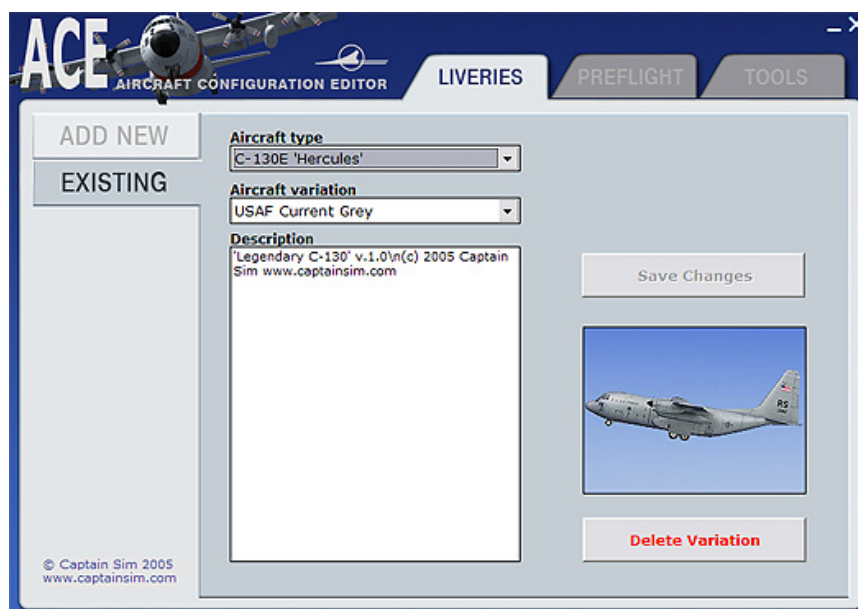 ACE
AIRCRAFT CONFIGURATION EDITOR
LIVERIES
PREFLIGHT
TOOLS
ADD NEW
EXISTING
Aircraft type
C-130E 'Hercules'
Aircraft variation
USAF Current Grey
Description
'Legendary C-130' v.1.0\n(c) 2005 Captain
Sim www.captainsim.com
Save Changes
RS
Delete Variation
© Captain Sim 2005
www.captainsim.com